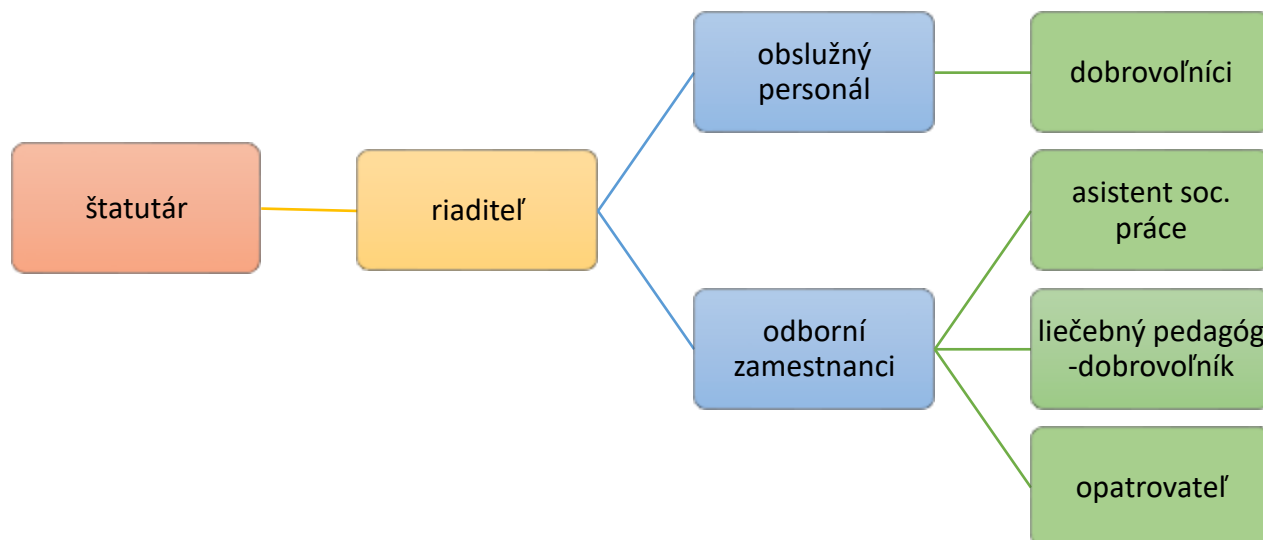 štatutár
riaditeľ
obslužný
personál
dobrovoľníci
odborní
zamestnanci
asistent soc.
práce
liečebný pedagóg
-dobrovoľník
opatrovateľ